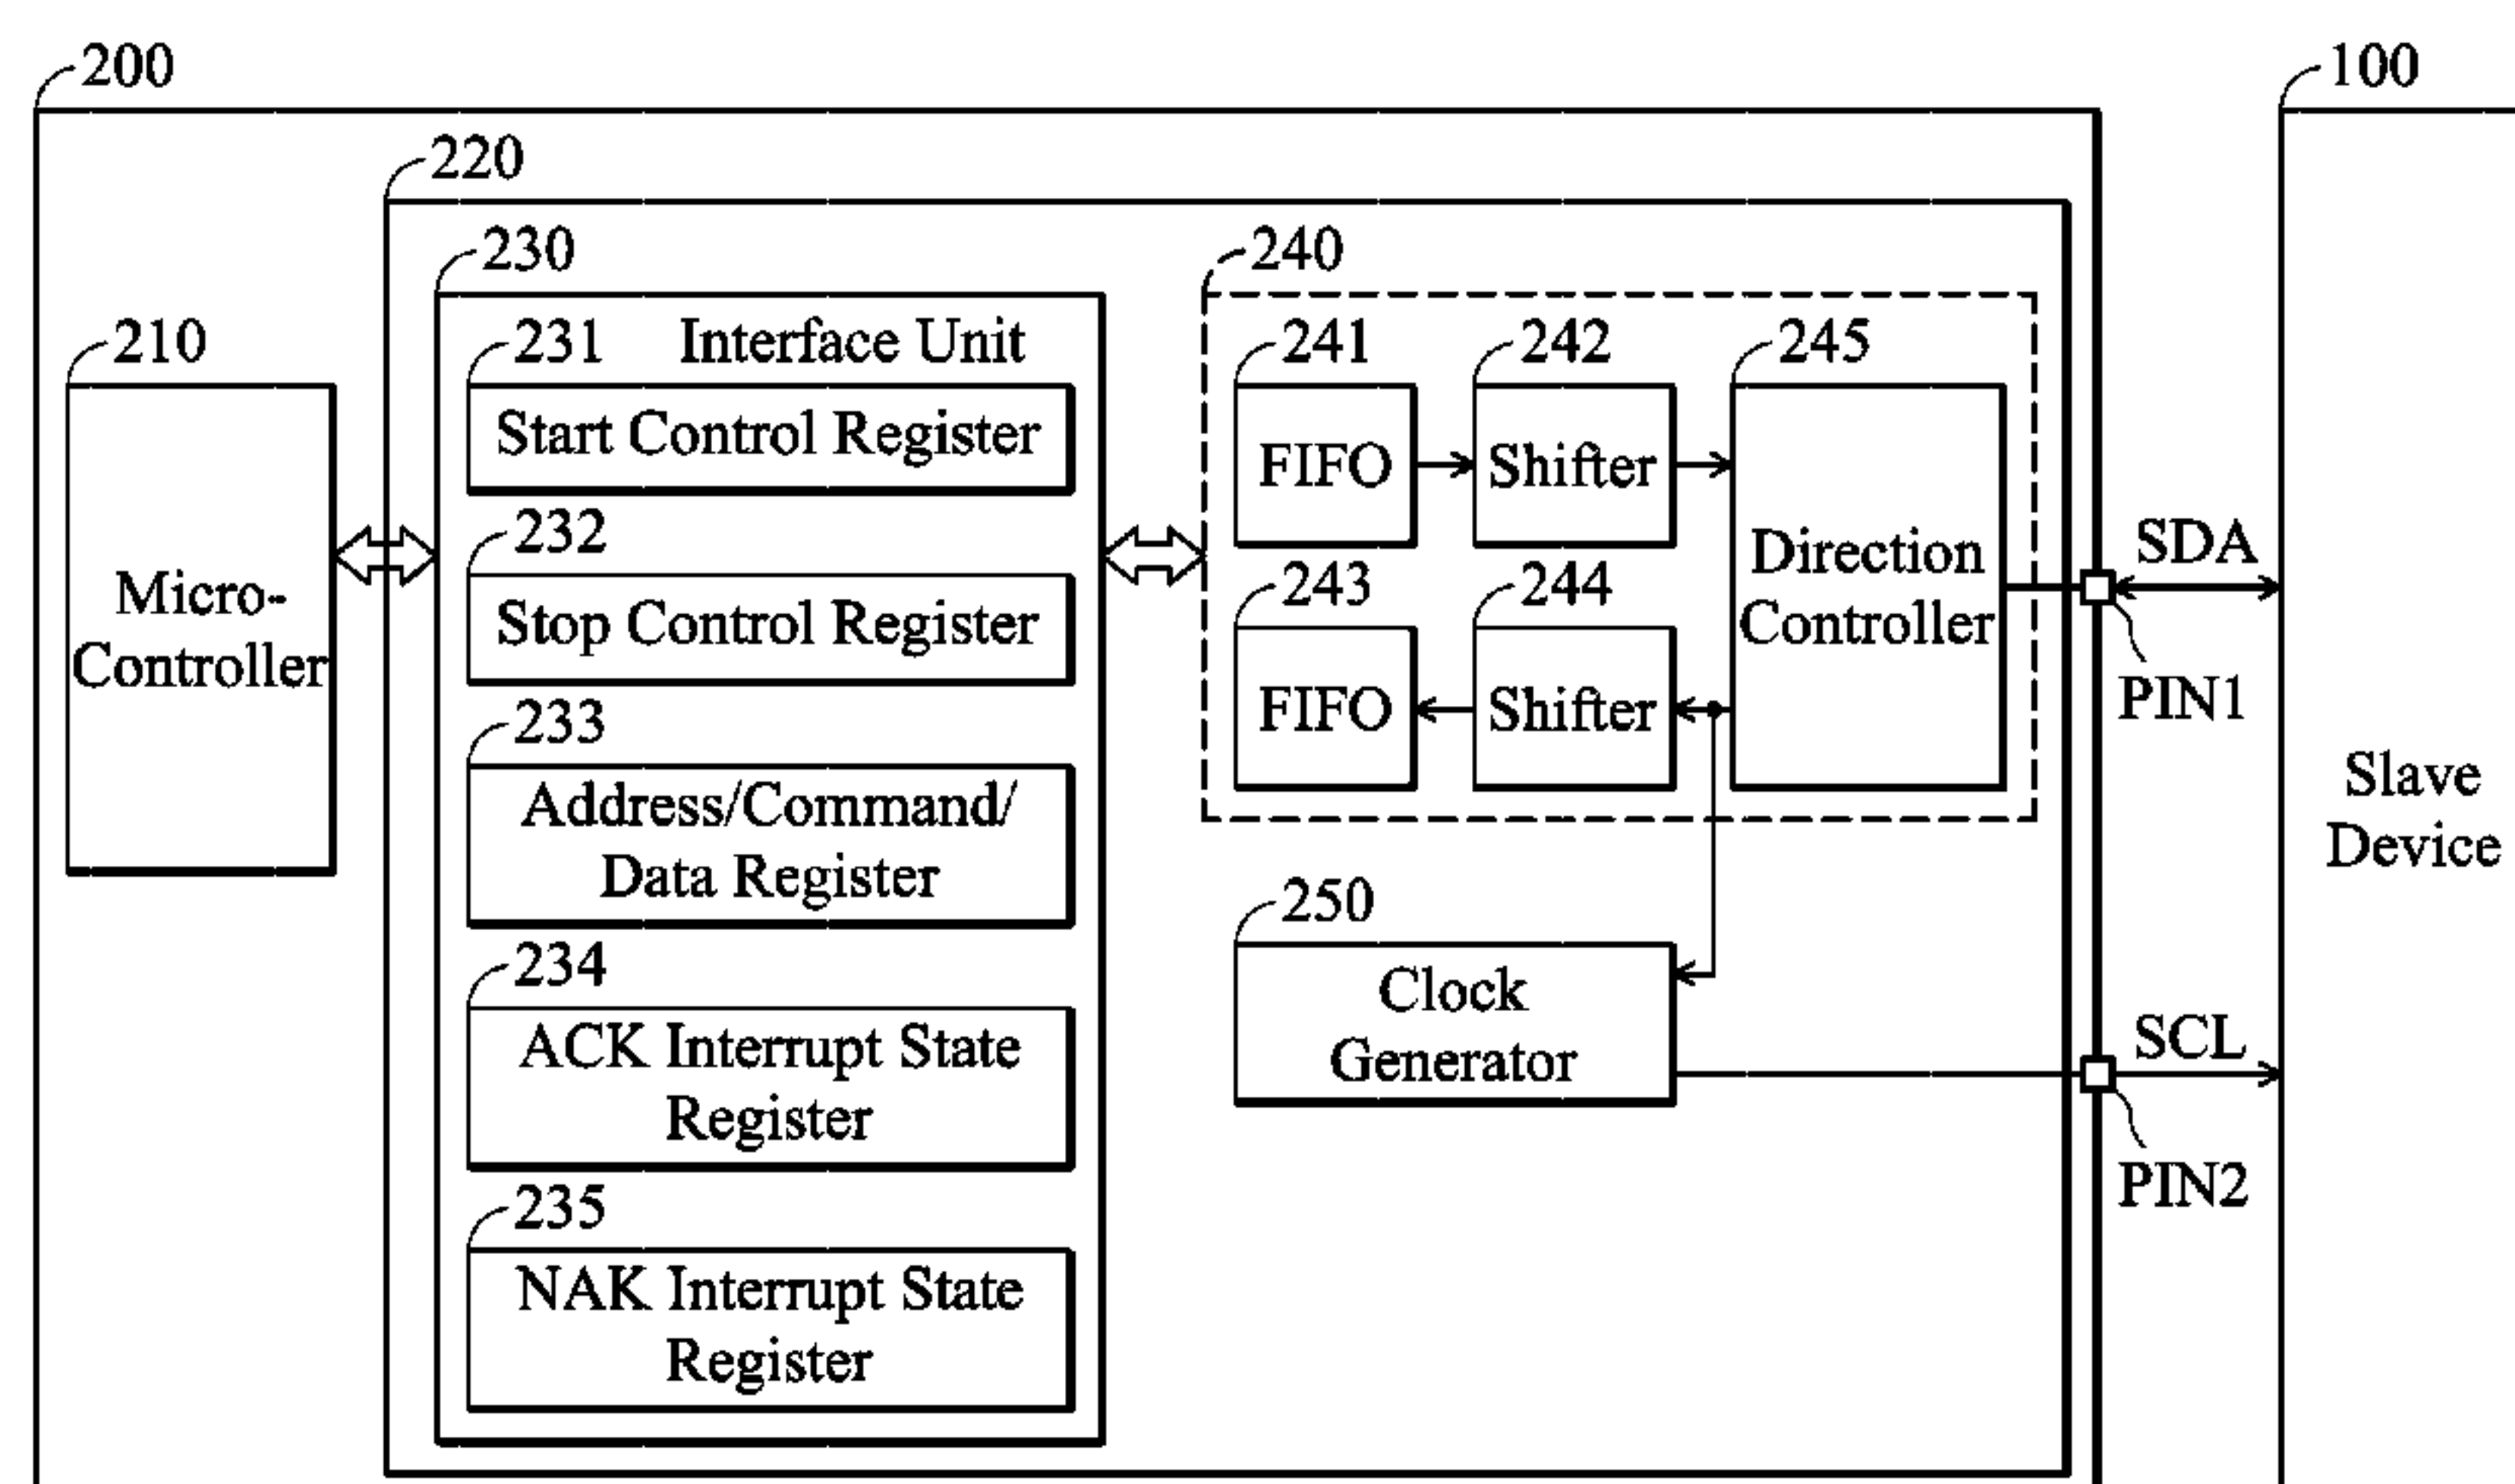 200
100
220
230
240
210
231
Interface Unit
241
242
245
Start Control Register
FIFO
Shifter
232
SDA
Direction
Controller
Micro-
Controller
243
244
Stop Control Register
PIN1
FIFO
Shifter
233
Slave
Device
Address/Command/
Data Register
250
234
Clock
Generator
SCL
ACK Interrupt State
Register
PIN2
235
NAK Interrupt State
Register